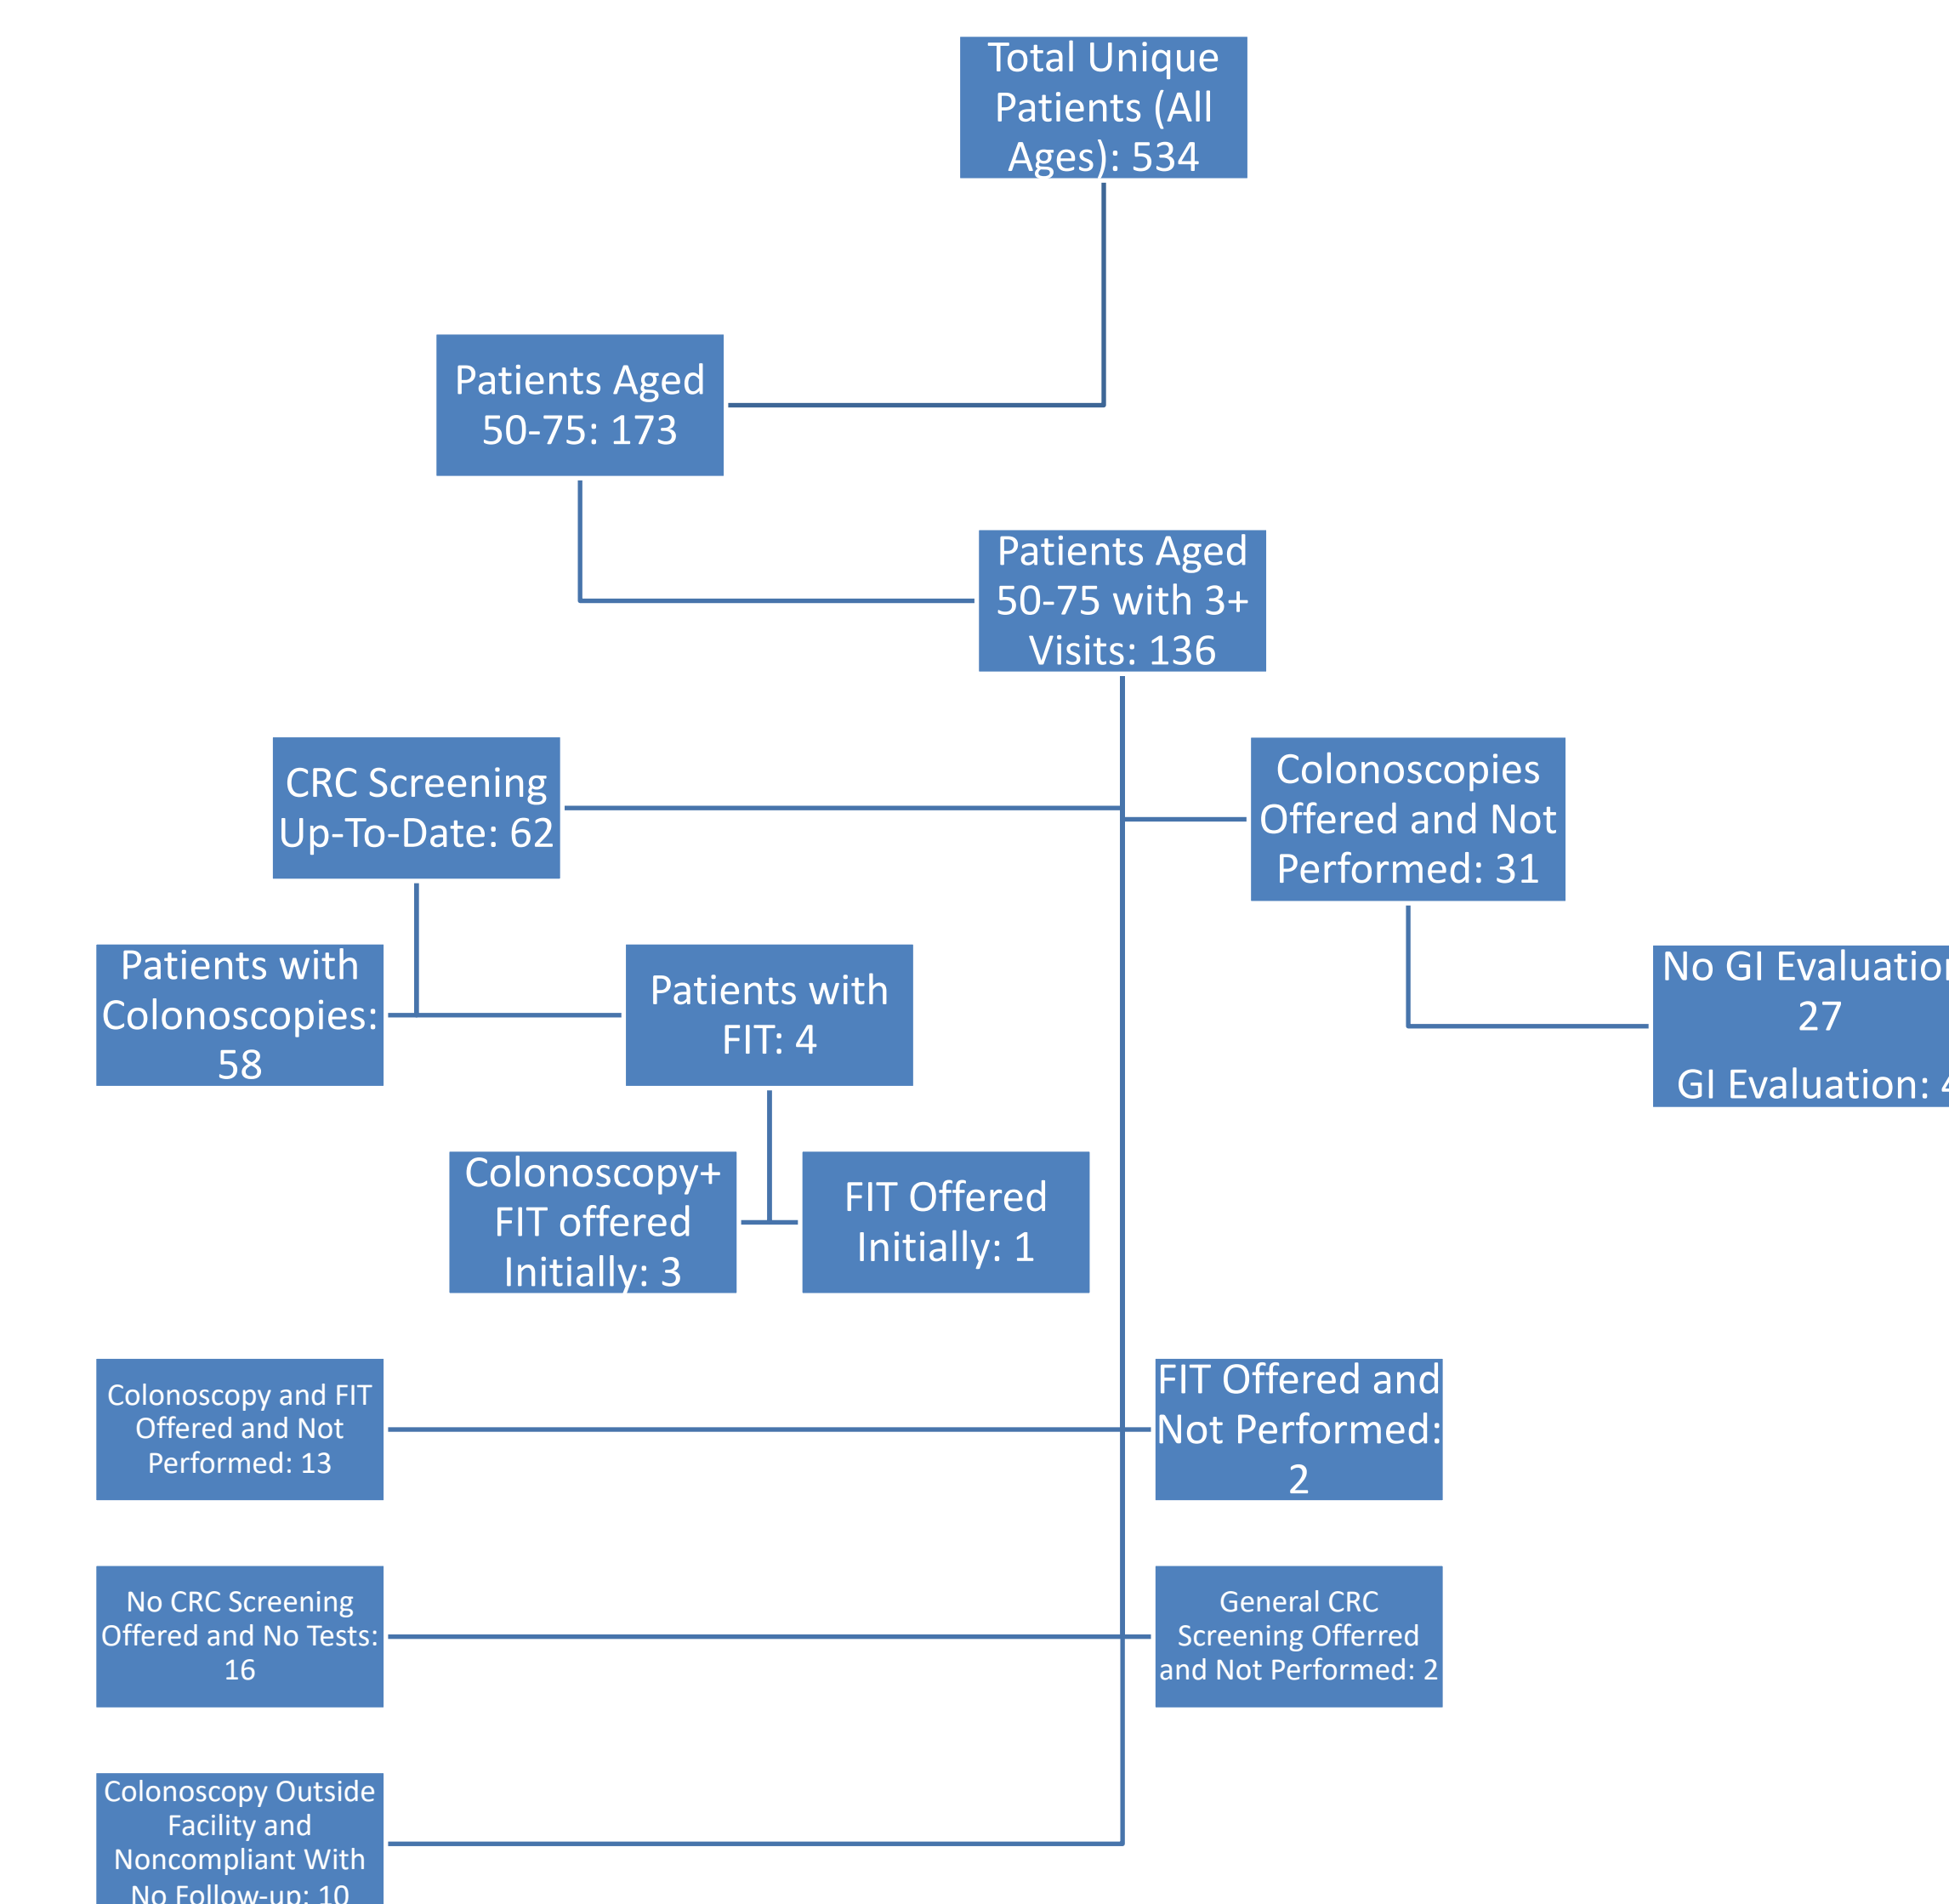 Total Unique
Patients (All
Ages): 534
Patients Aged
50-75: 173
Patients Aged
50-75 with 3+
Visits: 136
CRC Screening
Up-To-Date: 62
Colonoscopies
Offered and Not
Performed: 31
Patients with
Colonoscopies:
58
Patients with
FIT: 4
No GI Evaluation
27
GI Evaluation: 4
Colonoscopy+
FIT offered
Initially: 3
FIT Offered
Initially: 1
Colonoscopy and FIT
Offered and Not
Performed: 13
FIT Offered and
Not Performed:
2
No CRC Screening
Offered and No Tests:
16
General CRC
Screening Offerred
and Not Performed: 2
Colonoscopy Outside
Facility and
Noncompliant With
No Follow-up: 10